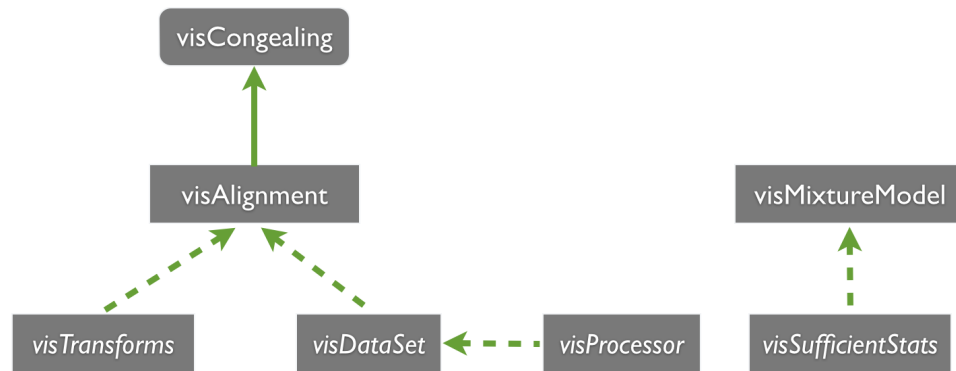 visCongealing
visAlignment
visMixtureModel
visTransforms
visDataSet
visProcessor
visSufficientStats